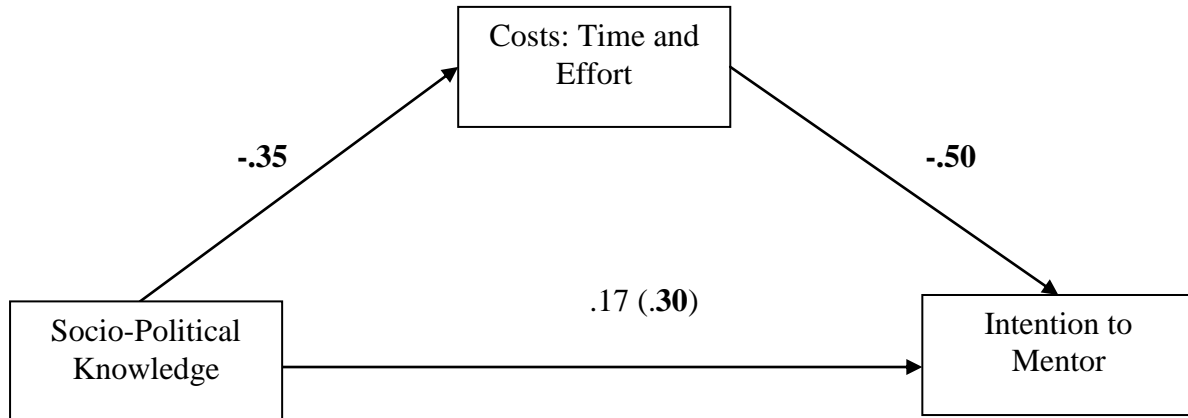 Costs: Time and
Effort
-.35
-.50
.17 (.30)
Socio-Political
Knowledge
Intention to
Mentor